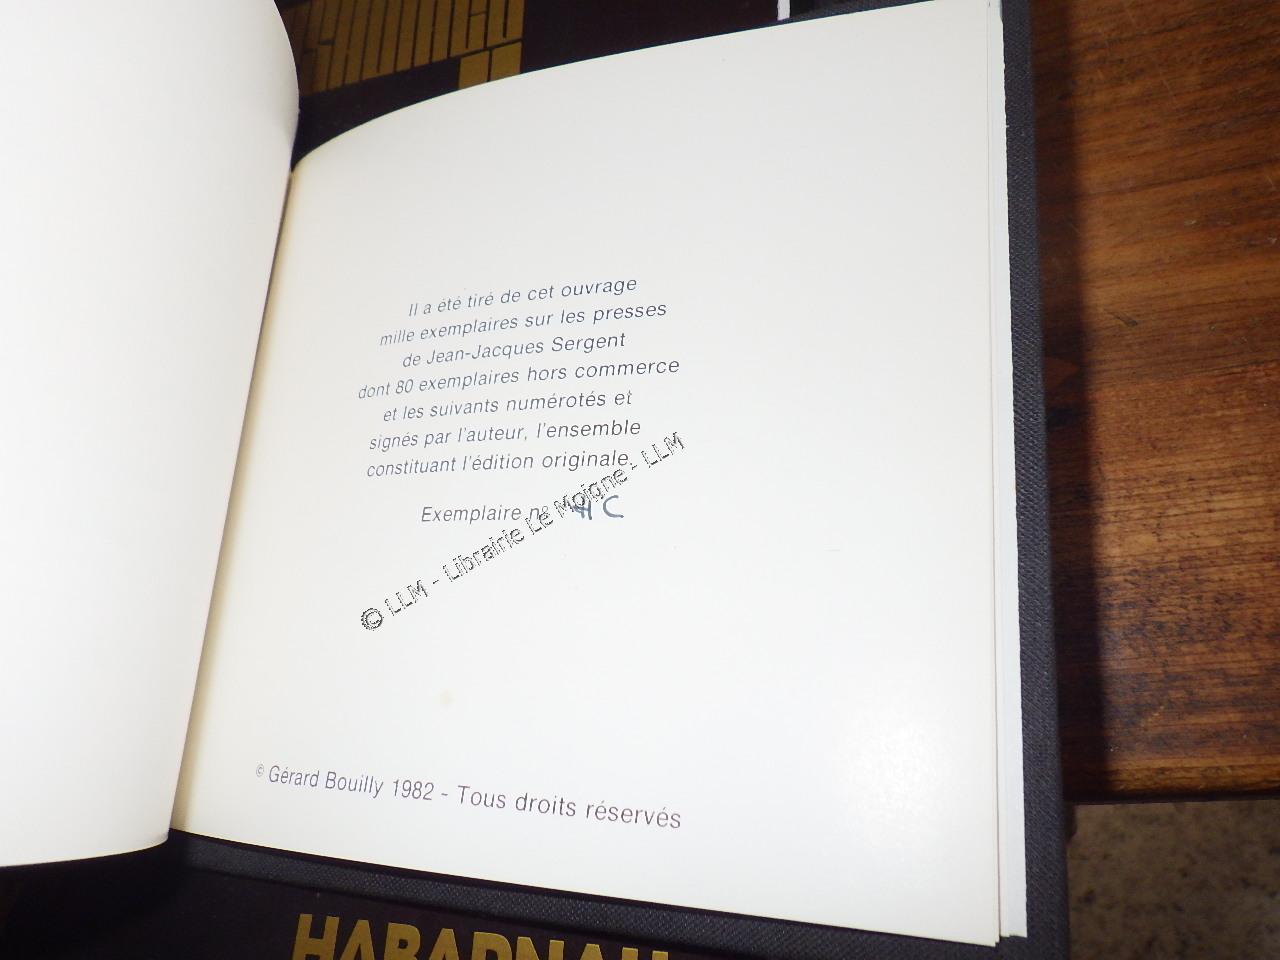 Il a été tiré de cet ouvrage
mille exemplaires sur les presses
de Jean-Jacques Sergent
dont 80 exemplaires hors commerce
et les suivants numérotés et
signés par l'auteur, l'ensemble
constituant l'édition originale.
Exemplaire n° HC
© LLM - Librairie Le Moigne - LLM
© Gérard Bouilly 1982 - Tous droits réservés